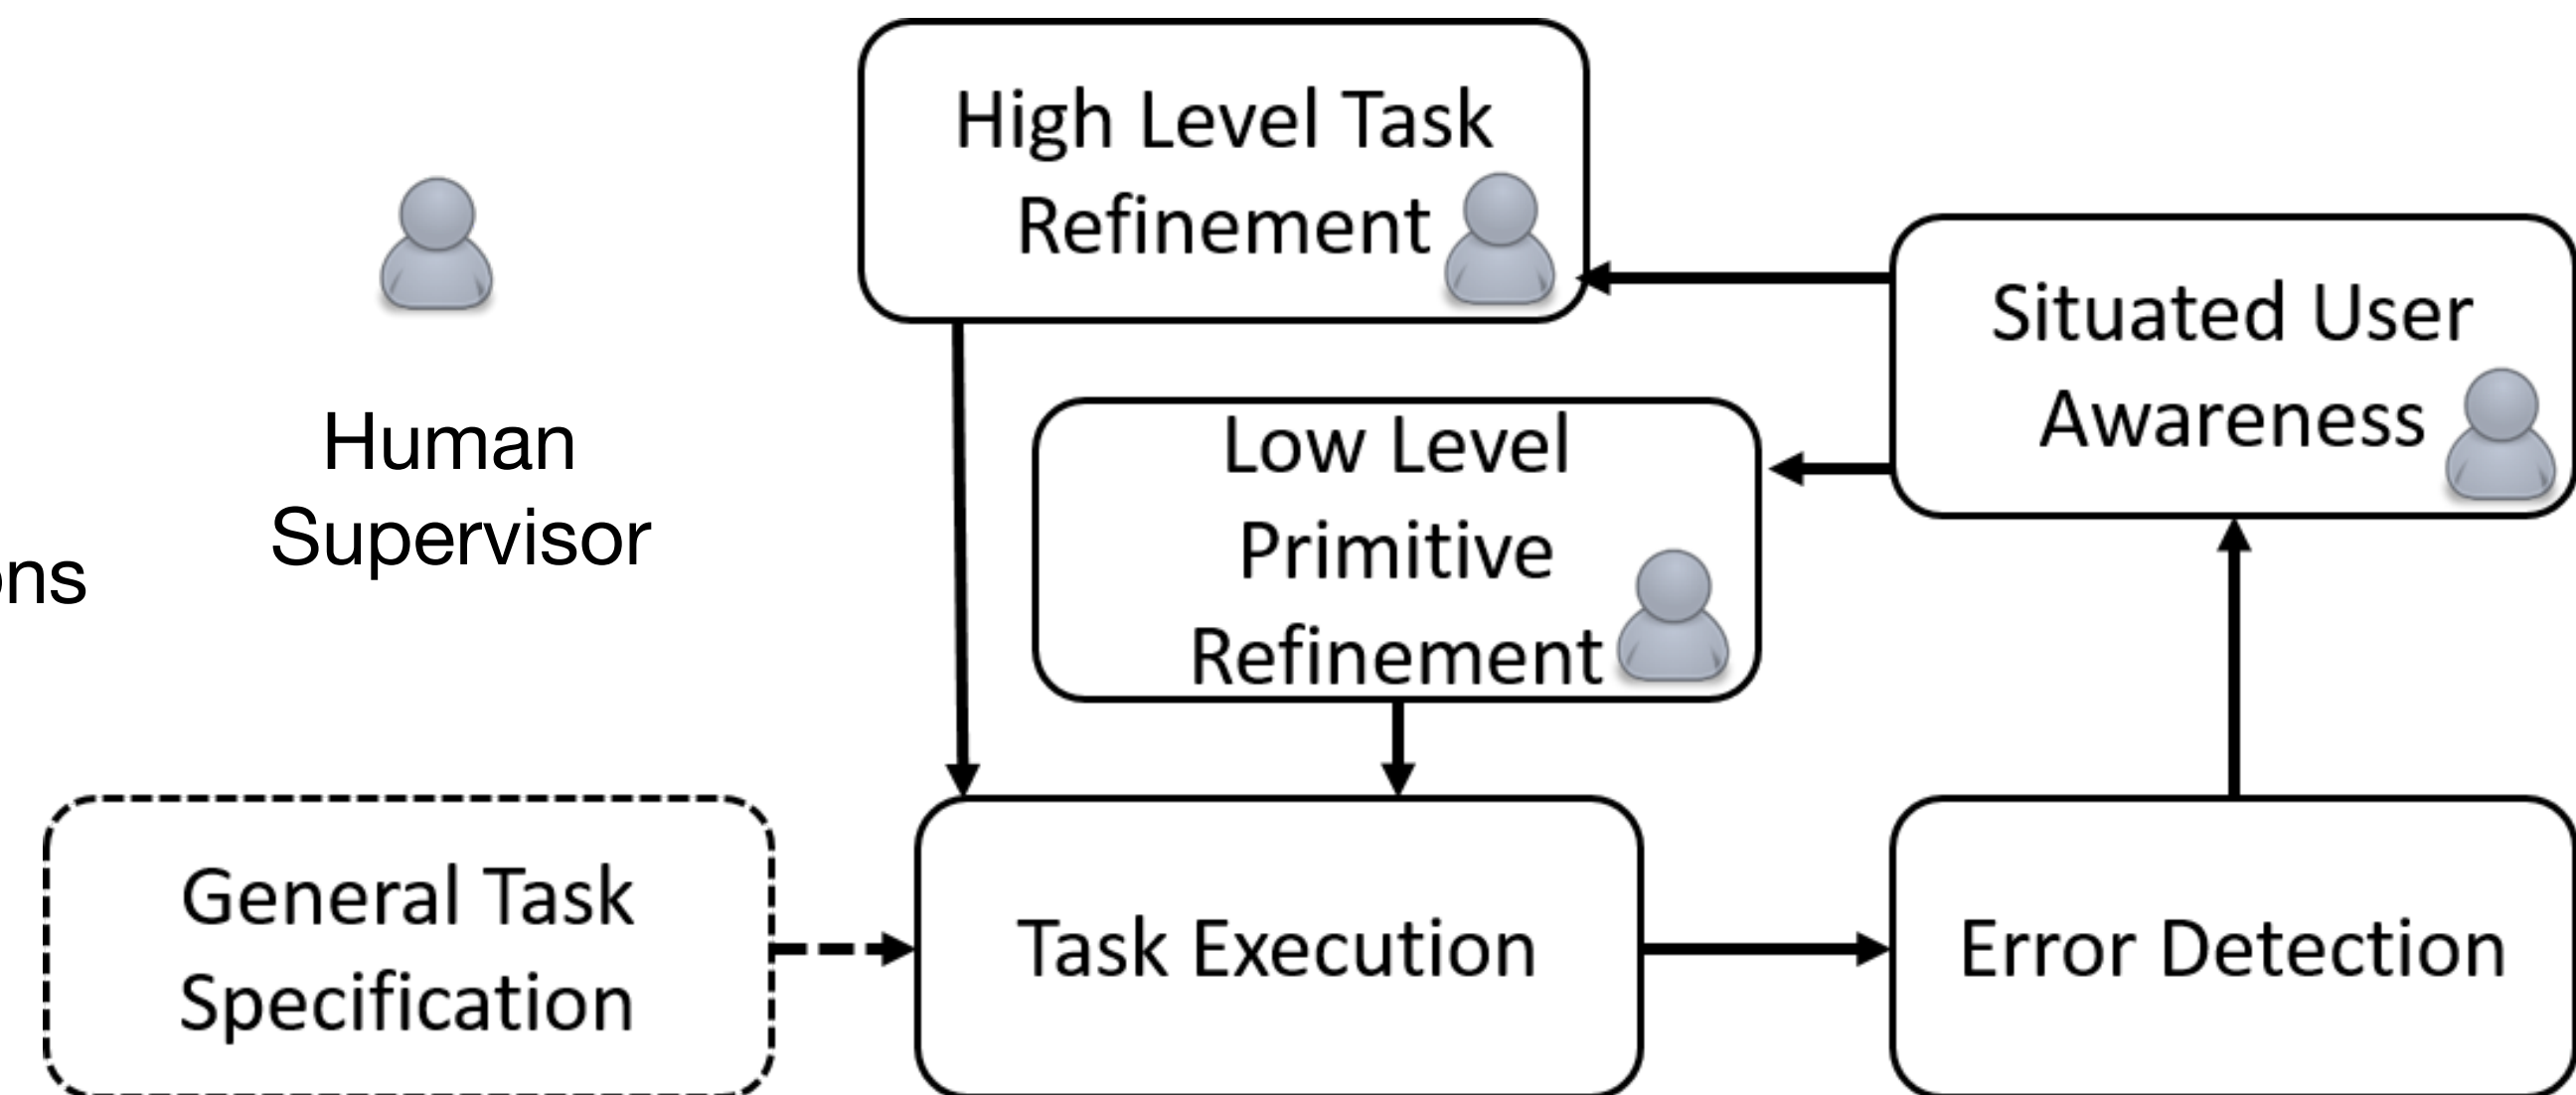 High Level Task
Refinement
Situated User
Awareness
Human
Supervisor
ons
Low Level
Primitive
Refinement
General Task
Specification
Task Execution
Error Detection